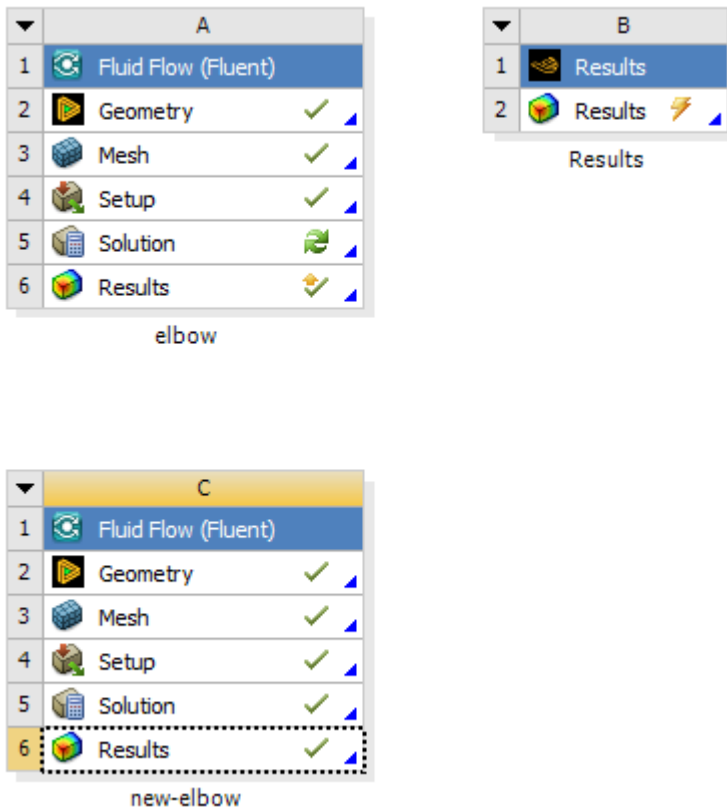 A
1 Fluid Flow (Fluent)
2 Geometry
3 Mesh
4 Setup
5 Solution
6 Results
elbow
B
1 Results
2 Results
Results
C
1 Fluid Flow (Fluent)
2 Geometry
3 Mesh
4 Setup
5 Solution
6 Results
new-elbow